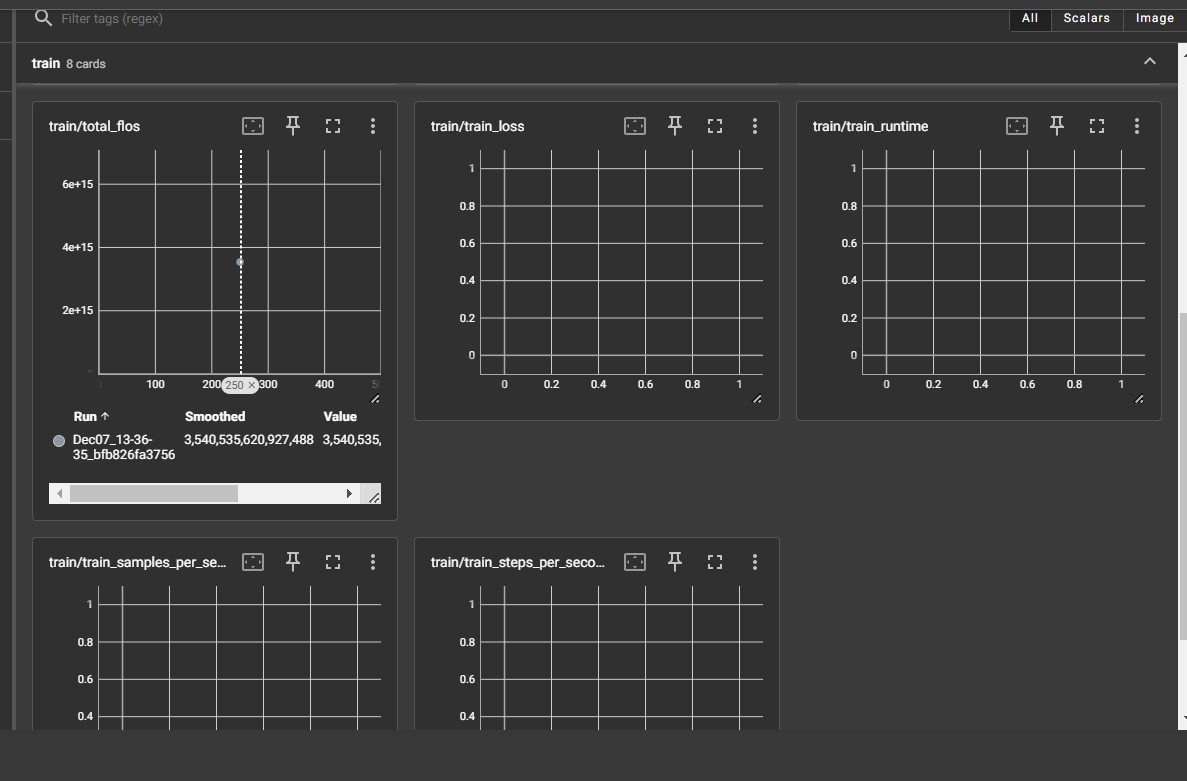 Filter tags (regex)
All Scalars Image
train 8 cards
train/total_flos
6e+15
4e+15
2e+15
100 200 250 × 300 400
Run ↑ Smoothed Value
Dec07_13-36-
35_bfb826fa3756 3,540,535,620,927,488 3,540,535,
train/train_loss
1
0.8
0.6
0.4
0.2
0
0 0.2 0.4 0.6 0.8 1
train/train_runtime
1
0.8
0.6
0.4
0.2
0
0 0.2 0.4 0.6 0.8 1
train/train_samples_per_se...
1
0.8
0.6
0.4
train/train_steps_per_seco...
1
0.8
0.6
0.4